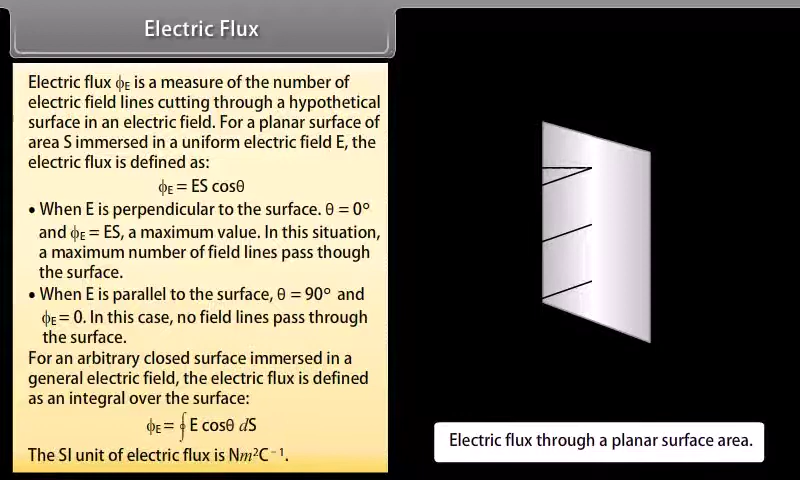 Electric Flux
Electric flux ϕE is a measure of the number of
electric field lines cutting through a hypothetical
surface in an electric field. For a planar surface of
area S immersed in a uniform electric field E, the
electric flux is defined as:
ϕE = ES cosθ
• When E is perpendicular to the surface. θ = 0°
and ϕE = ES, a maximum value. In this situation,
a maximum number of field lines pass though
the surface.
• When E is parallel to the surface, θ = 90° and
ϕE = 0. In this case, no field lines pass through
the surface.
For an arbitrary closed surface immersed in a
general electric field, the electric flux is defined
as an integral over the surface:
ϕE = ∮ E cosθ dS
The SI unit of electric flux is Nm²C⁻¹.
Electric flux through a planar surface area.